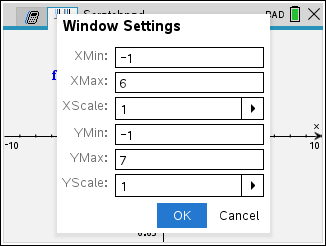 Scratchpad
PAD
Window Settings
XMin: -1
XMax: 6
XScale: 1
YMin: -1
YMax: 7
YScale: 1
OK Cancel
f
x
-10 10